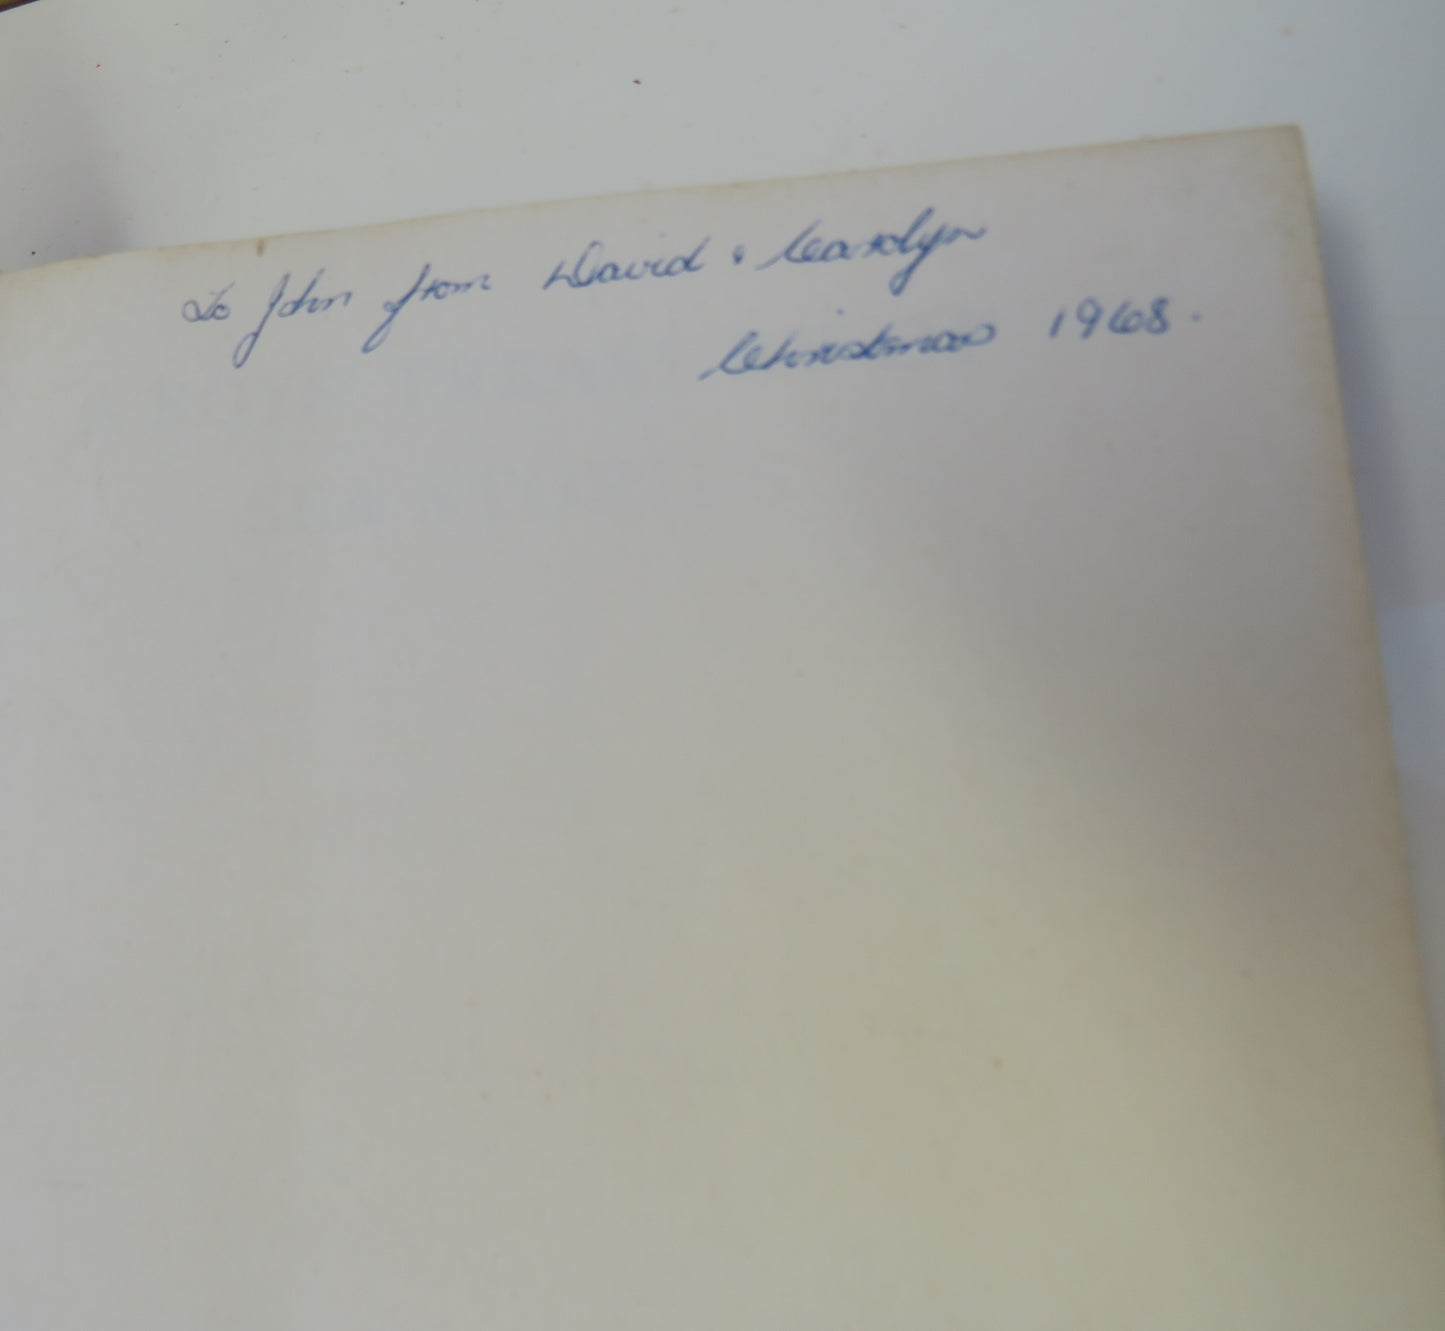 To John from David & Carolyn
Christmas 1968.